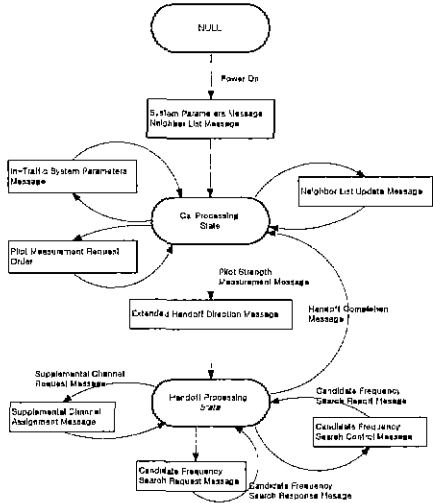 NULL
Power On
System Parameters Message
Neighbor List Message
In-Traffic System Parameters
Message
Neighbor List Update Message
Call Processing
State
Pilot Measurement Request
Order
Pilot Strength
Measurement Message
Extended Handoff Direction Message
Handoff Completion
Message
Supplemental Channel
Request Message
Candidate Frequency
Search Report Message
Handoff Processing
State
Supplemental Channel
Assignment Message
Candidate Frequency
Search Control Message
Candidate Frequency
Search Request Message
Candidate Frequency
Search Response Message